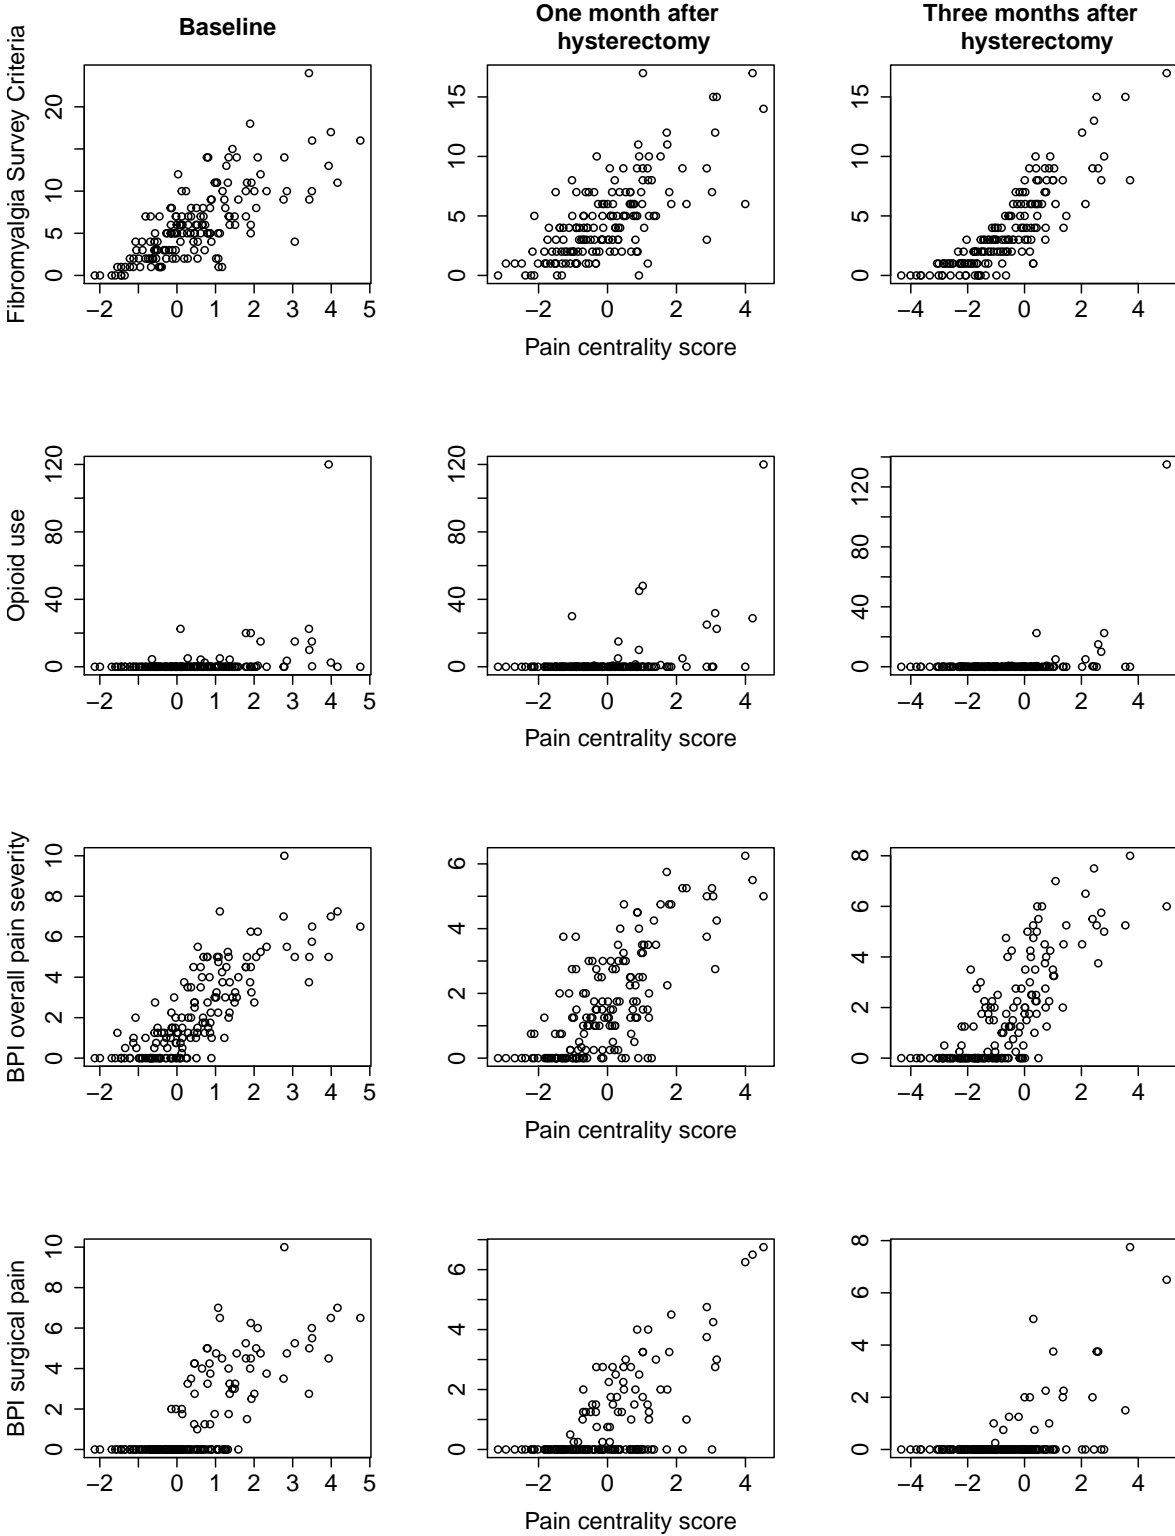 Baseline
One month after
hysterectomy
Three months after
hysterectomy
Fibromyalgia Survey Criteria
0 5 10 20
−2 0 1 2 3 4 5
0 5 10 15
−2 0 2 4
Pain centrality score
0 5 10 15
−4 −2 0 2 4
Opioid use
0 40 80 120
−2 0 1 2 3 4 5
0 40 80 120
−2 0 2 4
Pain centrality score
0 40 80 120
−4 −2 0 2 4
BPI overall pain severity
0 2 4 6 8 10
−2 0 1 2 3 4 5
0 2 4 6
−2 0 2 4
Pain centrality score
0 2 4 6 8
−4 −2 0 2 4
BPI surgical pain
0 2 4 6 8 10
−2 0 1 2 3 4 5
0 2 4 6
−2 0 2 4
Pain centrality score
0 2 4 6 8
−4 −2 0 2 4